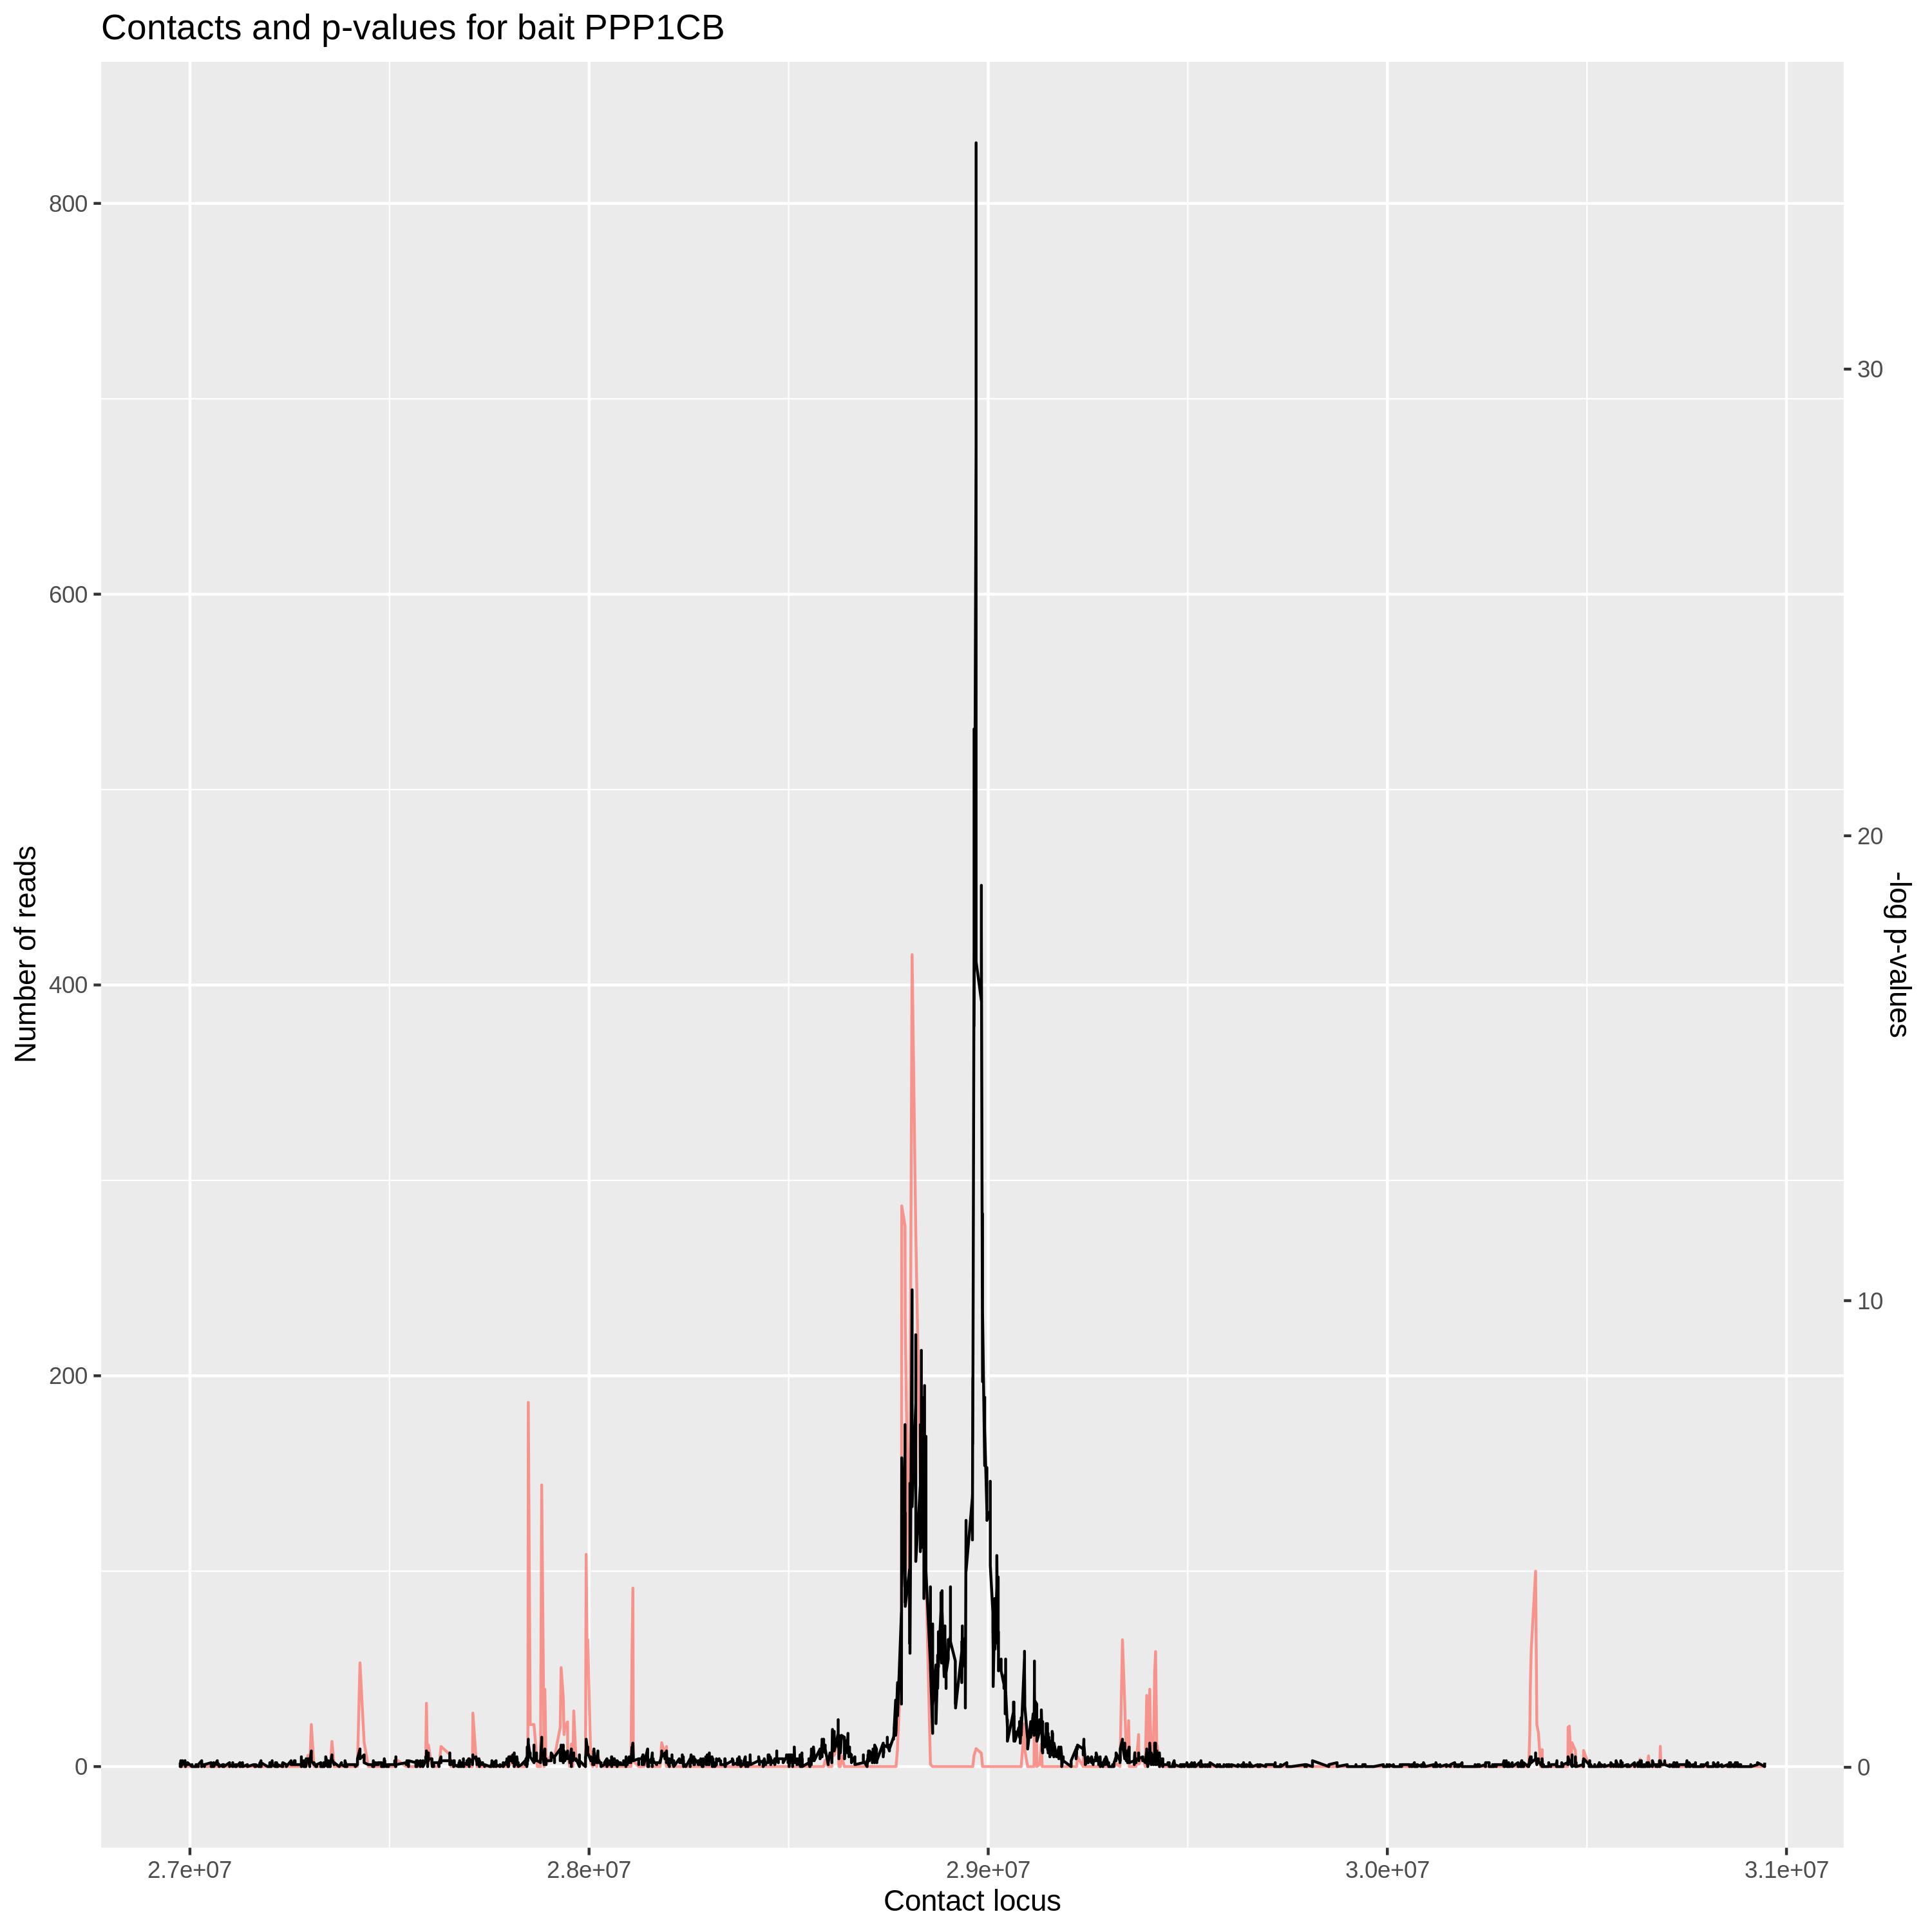 Contacts and p-values for bait PPP1CB
800
600
400
200
0
Number of reads
30
20
10
0
-log p-values
2.7e+07
2.8e+07
2.9e+07
3.0e+07
3.1e+07
Contact locus